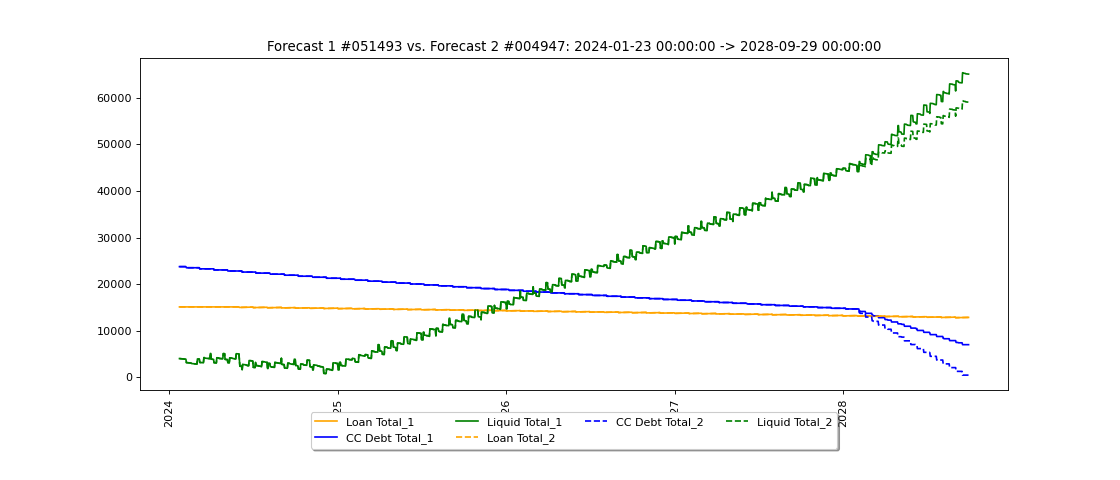 Forecast 1 #051493 vs. Forecast 2 #004947: 2024-01-23 00:00:00 -> 2028-09-29 00:00:00
60000
50000
40000
30000
20000
10000
0
2024
25
26
27
2028
Loan Total_1
Liquid Total_1
CC Debt Total_2
Liquid Total_2
CC Debt Total_1
Loan Total_2